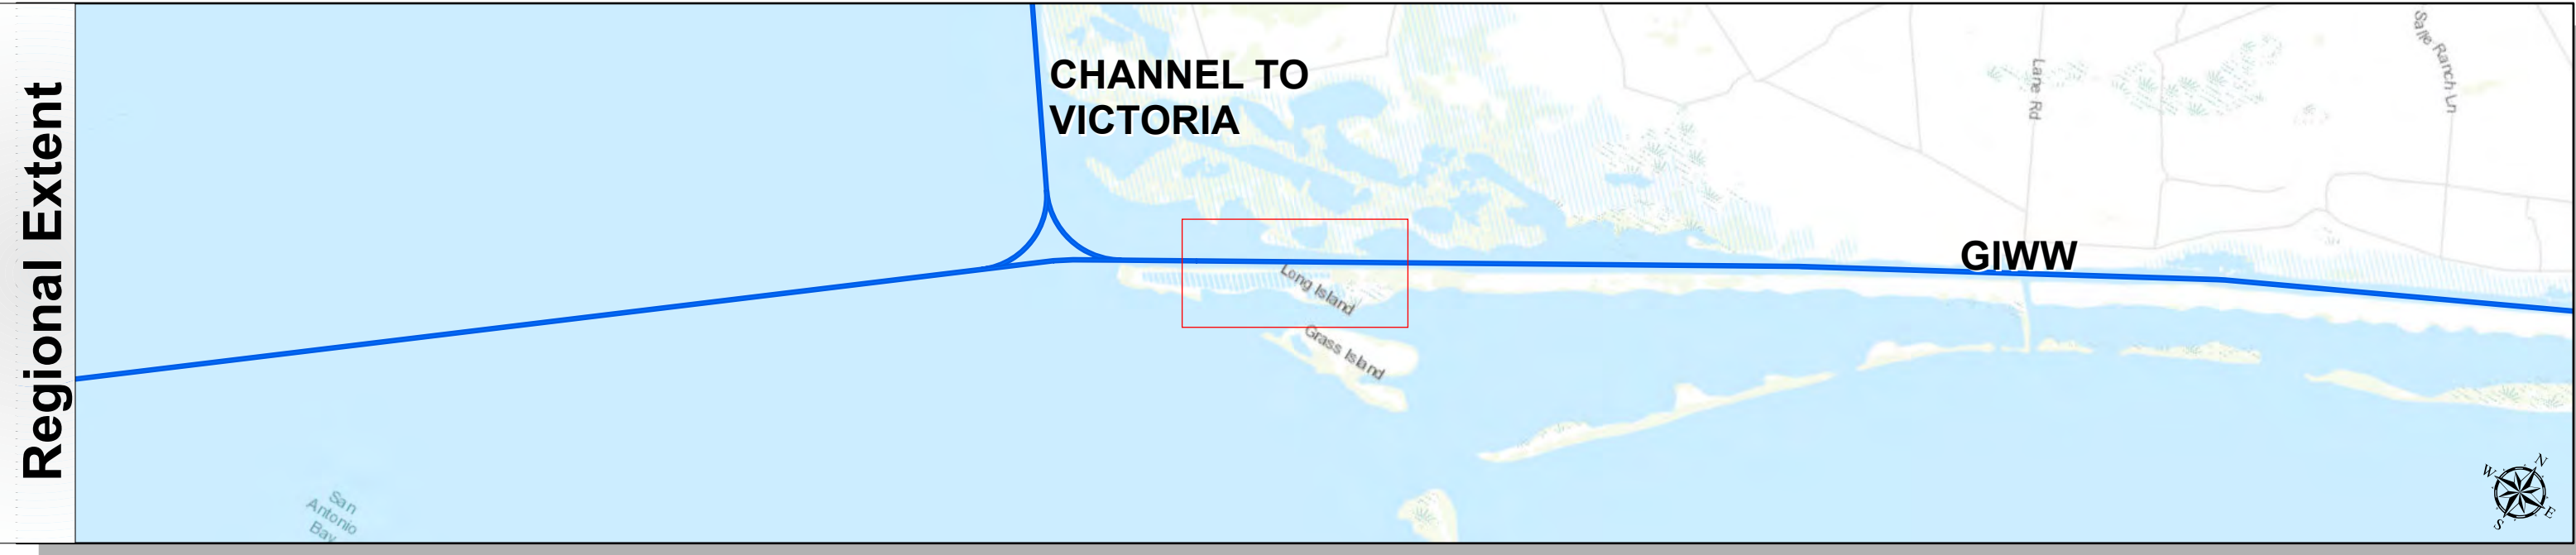 Regional Extent
CHANNEL TO
VICTORIA
GIWW
Lane Rd
Salle Ranch Ln
Long Island
Grass Island
San
Antonio
Bay
N
W
E
S